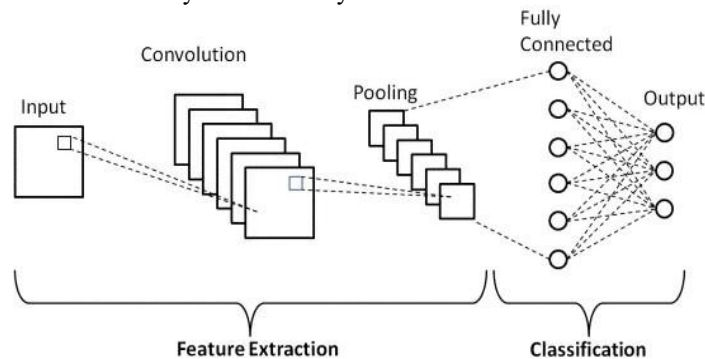 Fully
Connected
Convolution
Pooling
Input
Output
Feature Extraction
Classification